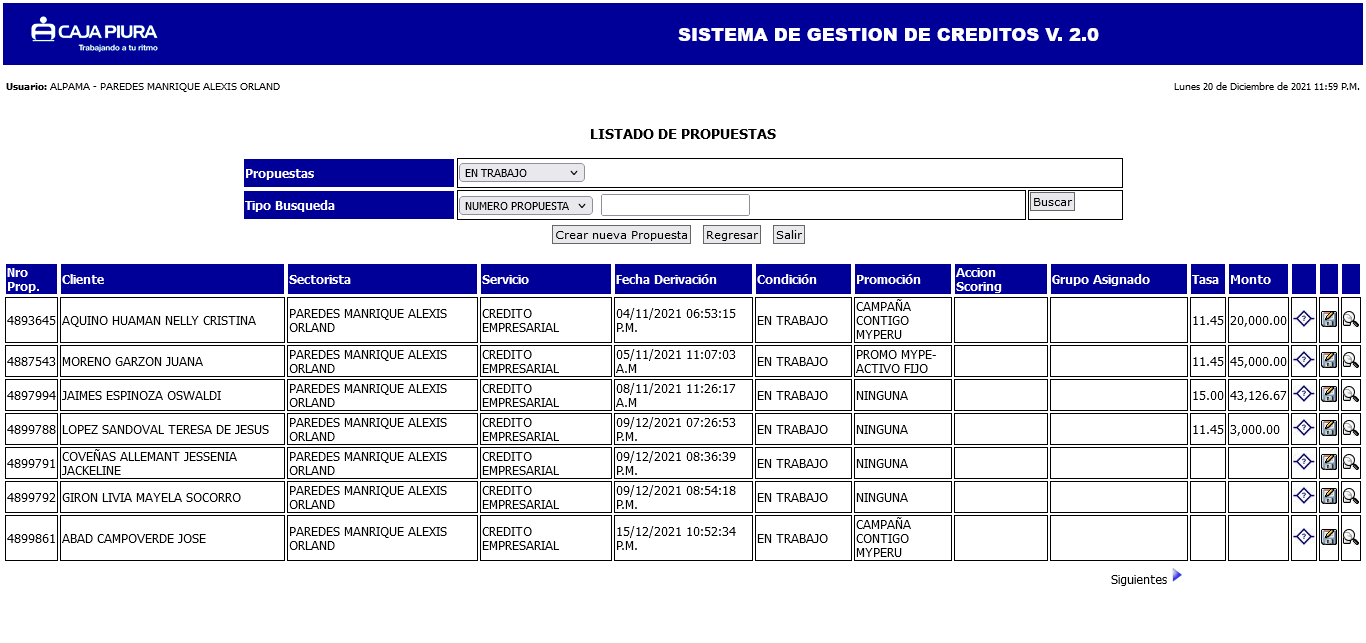 CAJA PIURA
Trabajando a tu ritmo
SISTEMA DE GESTION DE CREDITOS V. 2.0
Usuario: ALPAMA - PAREDES MANRIQUE ALEXIS ORLAND
Lunes 20 de Diciembre de 2021 11:59 P.M.
LISTADO DE PROPUESTAS
Propuestas EN TRABAJO
Tipo Busqueda NUMERO PROPUESTA Buscar
Crear nueva Propuesta Regresar Salir
Nro Prop. Cliente Sectorista Servicio Fecha Derivación Condición Promoción Accion Scoring Grupo Asignado Tasa Monto
4893645 AQUINO HUAMAN NELLY CRISTINA PAREDES MANRIQUE ALEXIS ORLAND CREDITO EMPRESARIAL 04/11/2021 06:53:15 P.M. EN TRABAJO CAMPAÑA CONTIGO MYPERU 11.45 20,000.00
4887543 MORENO GARZON JUANA PAREDES MANRIQUE ALEXIS ORLAND CREDITO EMPRESARIAL 05/11/2021 11:07:03 A.M EN TRABAJO PROMO MYPE-ACTIVO FIJO 11.45 45,000.00
4897994 JAIMES ESPINOZA OSWALDI PAREDES MANRIQUE ALEXIS ORLAND CREDITO EMPRESARIAL 08/11/2021 11:26:17 A.M EN TRABAJO NINGUNA 15.00 43,126.67
4899788 LOPEZ SANDOVAL TERESA DE JESUS PAREDES MANRIQUE ALEXIS ORLAND CREDITO EMPRESARIAL 09/12/2021 07:26:53 P.M. EN TRABAJO NINGUNA 11.45 3,000.00
4899791 COVEÑAS ALLEMANT JESSENIA JACKELINE PAREDES MANRIQUE ALEXIS ORLAND CREDITO EMPRESARIAL 09/12/2021 08:36:39 P.M. EN TRABAJO NINGUNA
4899792 GIRON LIVIA MAYELA SOCORRO PAREDES MANRIQUE ALEXIS ORLAND CREDITO EMPRESARIAL 09/12/2021 08:54:18 P.M. EN TRABAJO NINGUNA
4899861 ABAD CAMPOVERDE JOSE PAREDES MANRIQUE ALEXIS ORLAND CREDITO EMPRESARIAL 15/12/2021 10:52:34 P.M. EN TRABAJO CAMPAÑA CONTIGO MYPERU
Siguientes